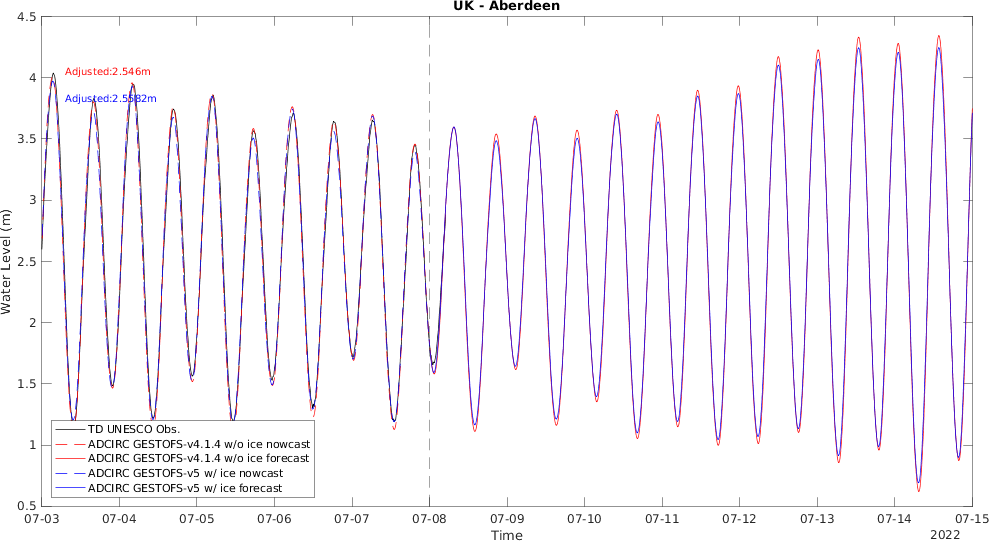 UK - Aberdeen
4.5
4
3.5
3
2.5
2
1.5
1
0.5
Water Level (m)
Adjusted:2.546m
Adjusted:2.5582m
TD UNESCO Obs.
ADCIRC GESTOFS-v4.1.4 w/o ice nowcast
ADCIRC GESTOFS-v4.1.4 w/o ice forecast
ADCIRC GESTOFS-v5 w/ ice nowcast
ADCIRC GESTOFS-v5 w/ ice forecast
07-03 07-04 07-05 07-06 07-07 07-08 07-09 07-10 07-11 07-12 07-13 07-14 07-15
Time
2022